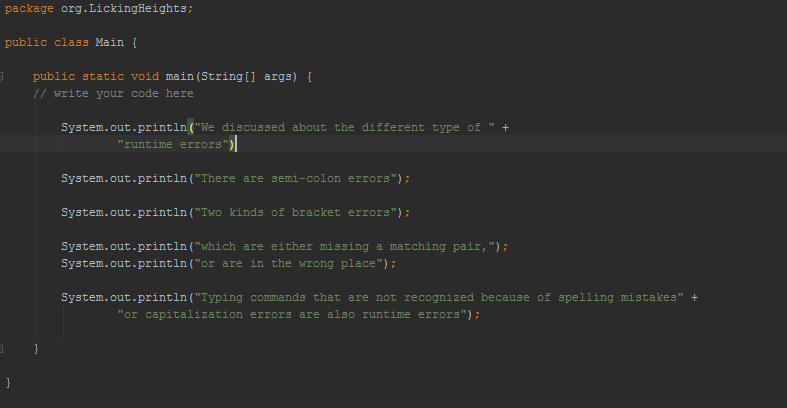 package org.LickingHeights;
public class Main {
public static void main(String[] args) {
// write your code here
System.out.println("We discussed about the different type of " +
"runtime errors")
System.out.println("There are semi-colon errors");
System.out.println("Two kinds of bracket errors");
System.out.println("which are either missing a matching pair,");
System.out.println("or are in the wrong place");
System.out.println("Typing commands that are not recognized because of spelling mistakes" +
"or capitalization errors are also runtime errors");
}
}